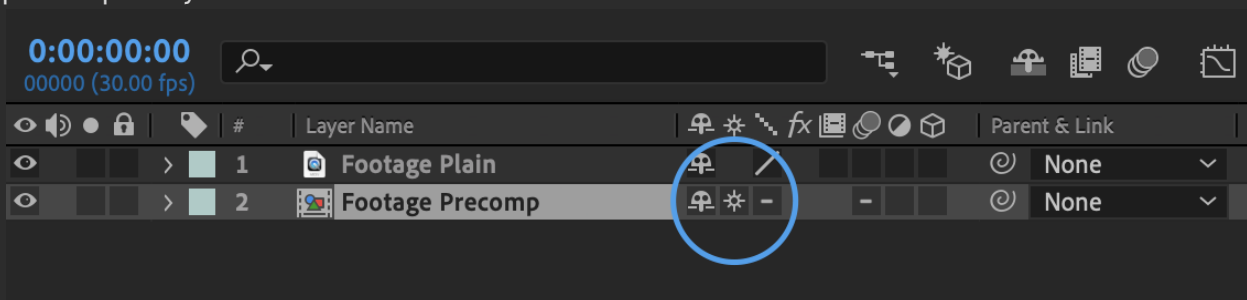 0:00:00:00
00000 (30.00 fps)
# Layer Name fx Parent & Link
1 Footage Plain None
2 Footage Precomp None